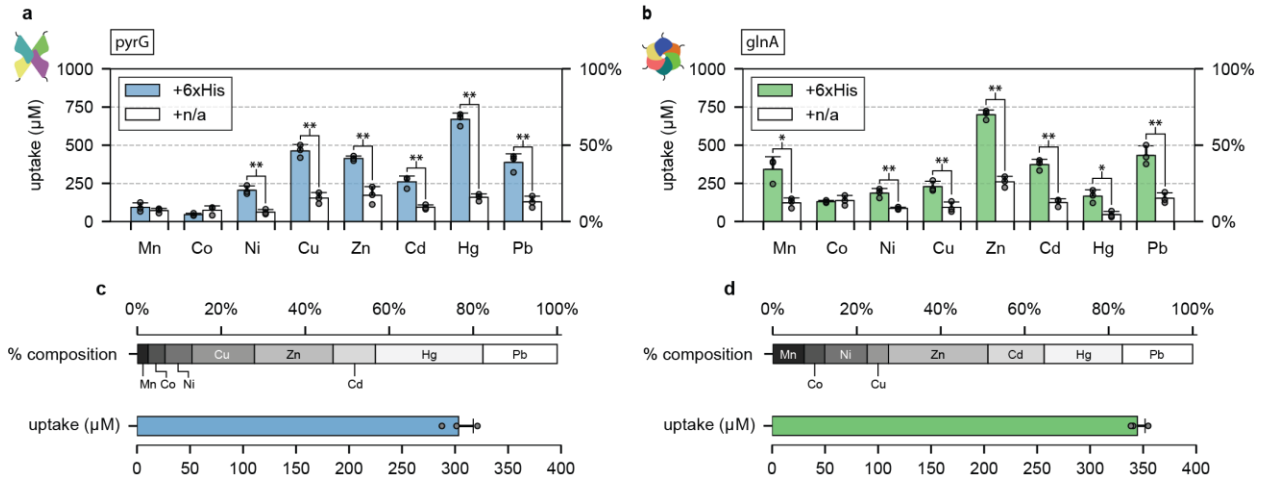 a
pyrG
1000
750
500
250
0
uptake (µM)
+6xHis
+n/a
**
**
**
**
**
**
100%
50%
0%
Mn Co Ni Cu Zn Cd Hg Pb
b
glnA
1000
750
500
250
0
uptake (µM)
+6xHis
+n/a
*
**
**
**
**
*
**
100%
50%
0%
Mn Co Ni Cu Zn Cd Hg Pb
c
0% 20% 40% 60% 80% 100%
% composition
Cu Zn Hg Pb
Mn Co Ni Cd
uptake (µM)
0 50 100 150 200 250 300 350 400
d
0% 20% 40% 60% 80% 100%
% composition
Mn Ni Zn Cd Hg Pb
Co Cu
uptake (µM)
0 50 100 150 200 250 300 350 400